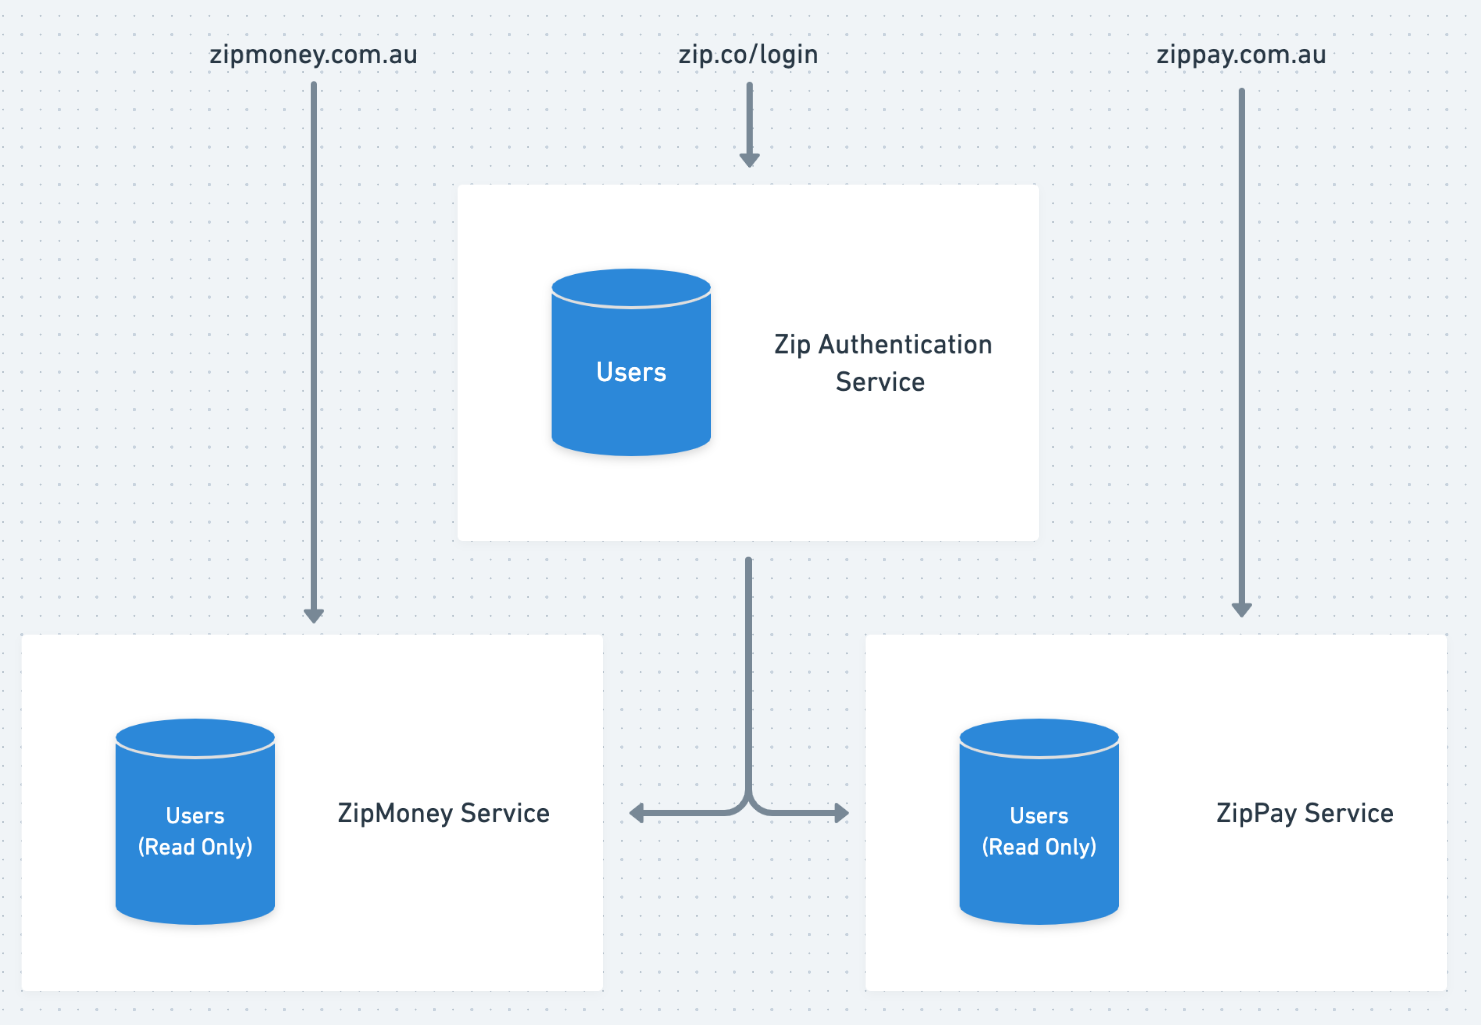 zipmoney.com.au
zip.co/login
zippay.com.au
Users
Zip Authentication
Service
Users
(Read Only)
ZipMoney Service
Users
(Read Only)
ZipPay Service